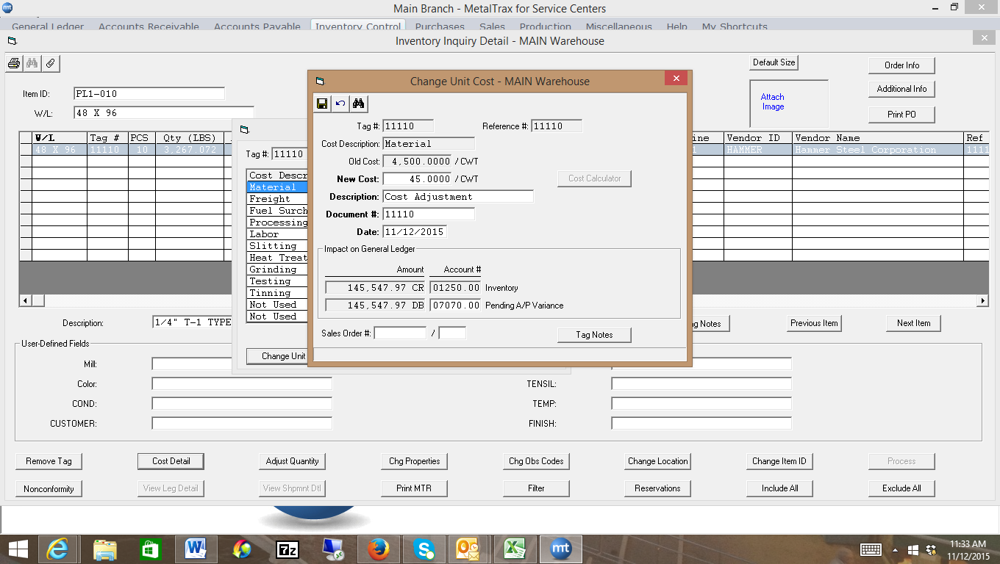 Main Branch - MetalTrax for Service Centers
General Ledger Accounts Receivable Accounts Payable Inventory Control Purchases Sales Production Miscellaneous Help My Shortcuts
Inventory Inquiry Detail - MAIN Warehouse
Default Size
Order Info
Item ID: PL1-010
Attach
Image
Additional Info
W/L: 48 X 96
Print PO
W/L Tag # PCS Qty (LBS) ine Vendor ID Vendor Name Ref
48 X 96 11110 10 3,267.072 1 HAMMER Hammer Steel Corporation 1111
Tag #: 11110
Cost Descr
Material
Freight
Fuel Surch
Processing
Labor
Slitting
Heat Treat
Grinding
Testing
Tinning
Not Used
Not Used
Change Unit
Change Unit Cost - MAIN Warehouse
Tag #: 11110 Reference #: 11110
Cost Description: Material
Old Cost: 4,500.0000 / CWT
New Cost: 45.0000 / CWT Cost Calculator
Description: Cost Adjustment
Document #: 11110
Date: 11/12/2015
Impact on General Ledger
Amount Account #
145,547.97 CR 01250.00 Inventory
145,547.97 DB 07070.00 Pending A/P Variance
Sales Order #: / Tag Notes
Description: 1/4" T-1 TYPE g Notes Previous Item Next Item
User-Defined Fields
Mill:
Color: TENSIL:
COND: TEMP:
CUSTOMER: FINISH:
Remove Tag Cost Detail Adjust Quantity Chg Properties Chg Obs Codes Change Location Change Item ID Process
Nonconformity View Leg Detail View Shpmnt Dtl Print MTR Filter Reservations Include All Exclude All
7z
mt
11:33 AM
11/12/2015